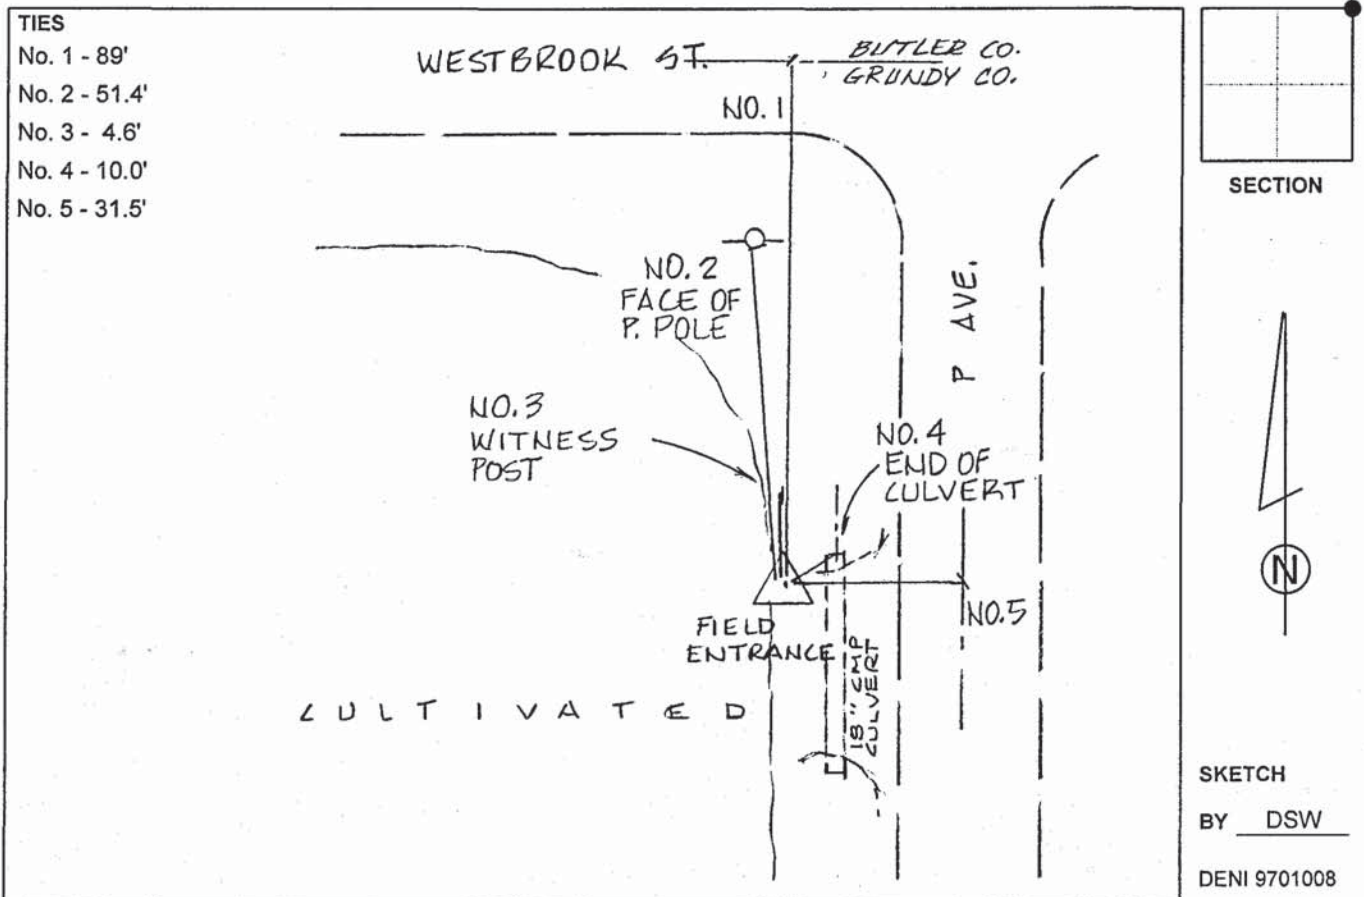 TIES
No. 1 - 89'
No. 2 - 51.4'
No. 3 - 4.6'
No. 4 - 10.0'
No. 5 - 31.5'
WESTBROOK ST.
BUTLER CO.
GRUNDY CO.
NO. 1
NO. 2
FACE OF
P. POLE
P AVE.
NO. 3
WITNESS
POST
NO. 4
END OF
CULVERT
NO. 5
FIELD
ENTRANCE
18" CMP
CULVERT
CULTIVATED
SECTION
N
SKETCH
BY DSW
DENI 9701008